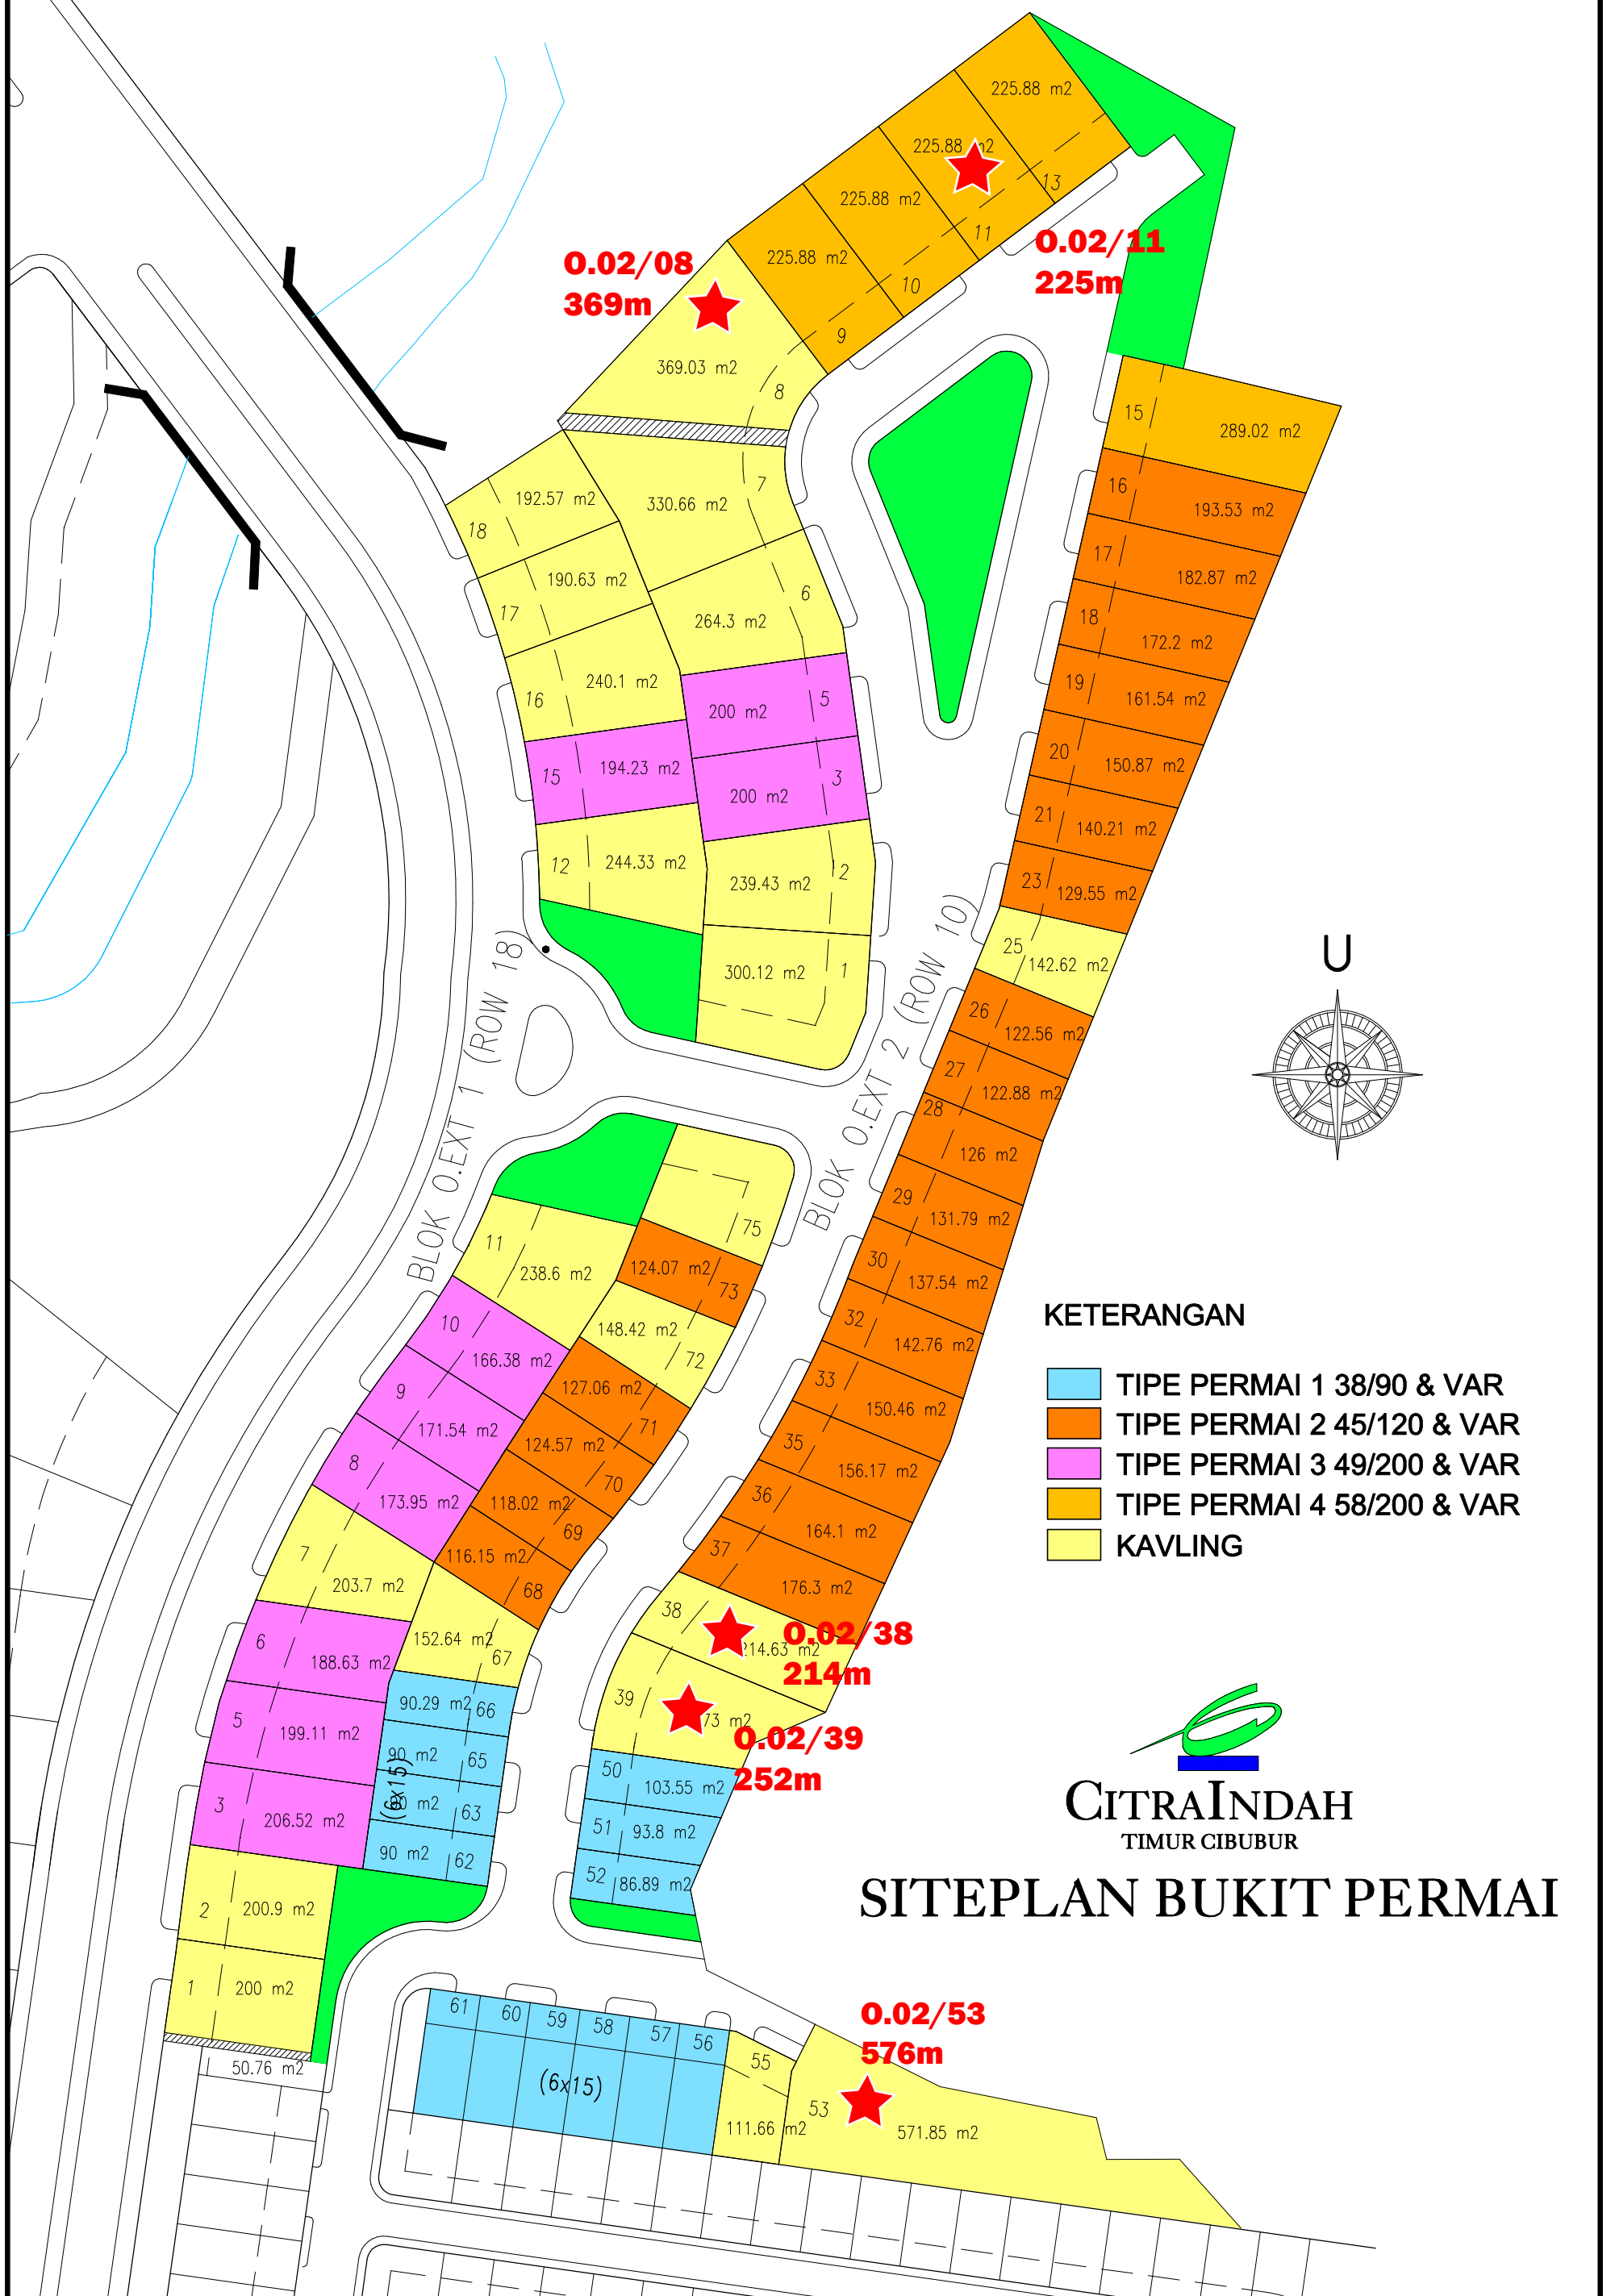 225.88 m2
13
225.88 m2
11
O.02/11
225m
225.88 m2
10
225.88 m2
9
O.02/08
369m
369.03 m2
8
330.66 m2
7
264.3 m2
6
200 m2
5
200 m2
3
239.43 m2
2
300.12 m2
1
192.57 m2
18
190.63 m2
17
240.1 m2
16
194.23 m2
15
244.33 m2
12
15
289.02 m2
16
193.53 m2
17
182.87 m2
18
172.2 m2
19
161.54 m2
20
150.87 m2
21
140.21 m2
23
129.55 m2
25
142.62 m2
26
122.56 m2
27
122.88 m2
28
126 m2
29
131.79 m2
30
137.54 m2
32
142.76 m2
33
150.46 m2
35
156.17 m2
36
164.1 m2
37
176.3 m2
38
214.63 m2
O.02/38
214m
39
73 m2
O.02/39
252m
50
103.55 m2
51
93.8 m2
52
86.89 m2
BLOK O.EXT 1 (ROW 18)
BLOK O.EXT 2 (ROW 10)
U
75
124.07 m2
73
148.42 m2
72
127.06 m2
71
124.57 m2
70
118.02 m2
69
116.15 m2
68
152.64 m2
67
90.29 m2
66
90 m2
65
m2
63
90 m2
62
(6x15)
11
238.6 m2
10
166.38 m2
9
171.54 m2
8
173.95 m2
7
203.7 m2
6
188.63 m2
5
199.11 m2
3
206.52 m2
2
200.9 m2
1
200 m2
50.76 m2
61
60
59
58
57
56
55
(6x15)
111.66 m2
53
571.85 m2
O.02/53
576m
KETERANGAN
TIPE PERMAI 1 38/90 & VAR
TIPE PERMAI 2 45/120 & VAR
TIPE PERMAI 3 49/200 & VAR
TIPE PERMAI 4 58/200 & VAR
KAVLING
CITRAINDAH
TIMUR CIBUBUR
SITEPLAN BUKIT PERMAI